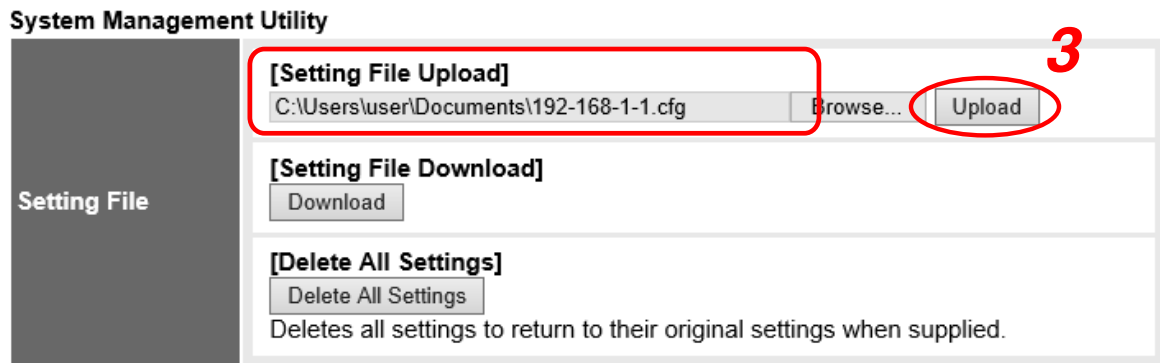 System Management Utility
3
[Setting File Upload]
C:\Users\user\Documents\192-168-1-1.cfg Browse... Upload
Setting File
[Setting File Download]
Download
[Delete All Settings]
Delete All Settings
Deletes all settings to return to their original settings when supplied.